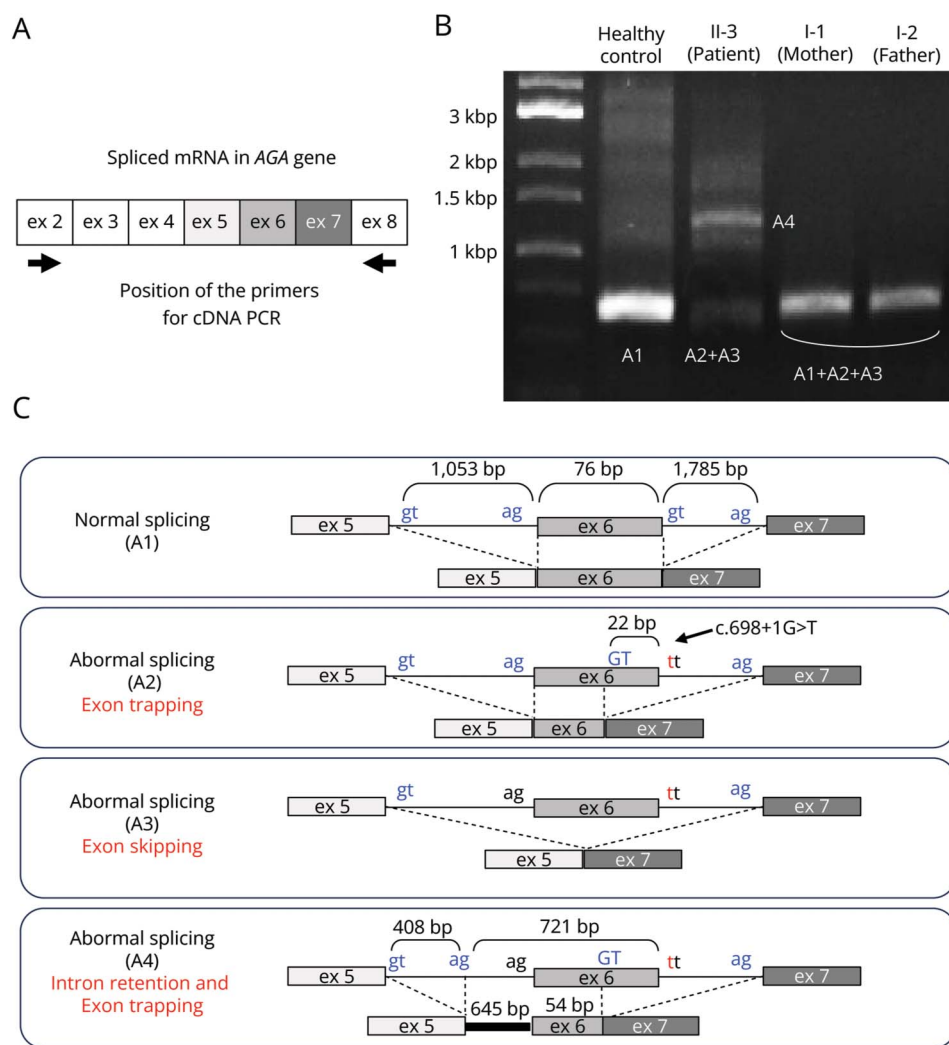 A
Spliced mRNA in AGA gene
ex 2 ex 3 ex 4 ex 5 ex 6 ex 7 ex 8
Position of the primers
for cDNA PCR
B
Healthy
control
II-3
(Patient)
I-1
(Mother)
I-2
(Father)
3 kbp
2 kbp
1.5 kbp
1 kbp
A4
A1
A2+A3
A1+A2+A3
C
Normal splicing
(A1)
1,053 bp 76 bp 1,785 bp
ex 5 gt ag ex 6 gt ag ex 7
ex 5 ex 6 ex 7
Abormal splicing
(A2)
Exon trapping
22 bp c.698+1G>T
ex 5 gt ag GT ex 6 tt ag ex 7
ex 5 ex 6 ex 7
Abormal splicing
(A3)
Exon skipping
ex 5 gt ag ex 6 tt ag ex 7
ex 5 ex 7
Abormal splicing
(A4)
Intron retention and
Exon trapping
408 bp 721 bp
ex 5 gt ag ag GT ex 6 tt ag ex 7
645 bp 54 bp
ex 5 ex 6 ex 7